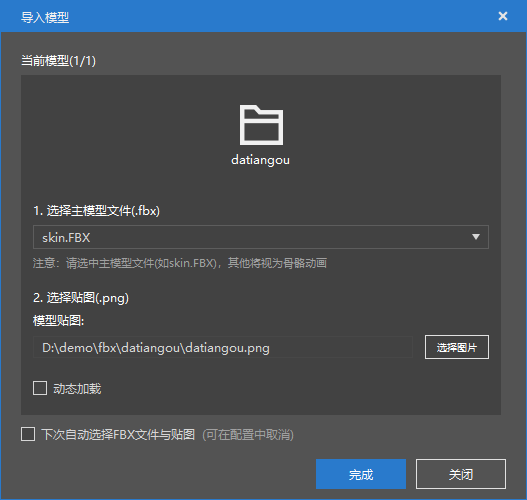 导入模型
当前模型(1/1)
datiangou
1. 选择主模型文件(.fbx)
skin.FBX
注意：请选中主模型文件(如skin.FBX)，其他将视为骨骼动画
2. 选择贴图(.png)
模型贴图:
D:\demo\fbx\datiangou\datiangou.png
选择图片
动态加载
下次自动选择FBX文件与贴图 (可在配置中取消)
完成
关闭